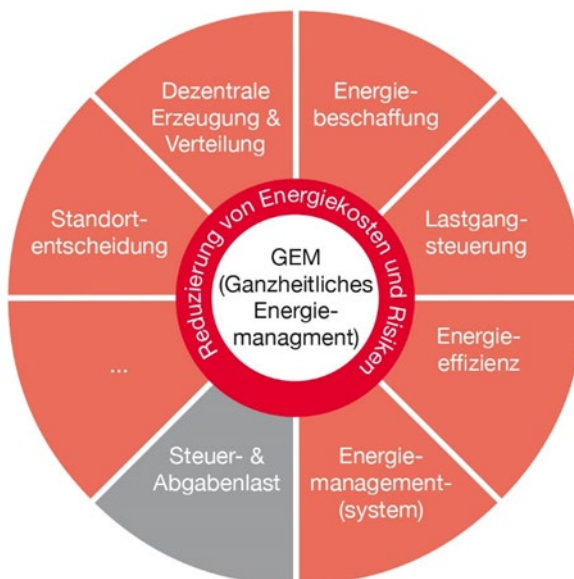 Dezentrale
Erzeugung &
Verteilung
Energie-
beschaffung
Standort-
entscheidung
Lastgang-
steuerung
Reduzierung von Energiekosten und Risiken
GEM
(Ganzheitliches
Energie-
managment)
...
Energie-
effizienz
Steuer- &
Abgabenlast
Energie-
management-
(system)